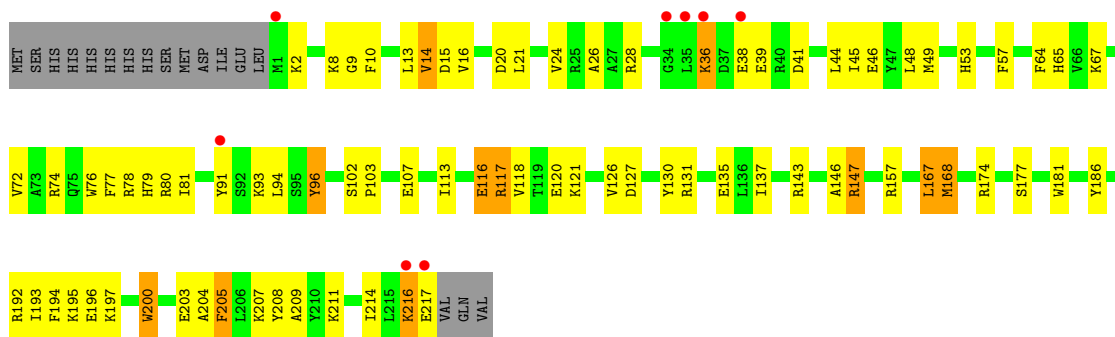 MET SER HIS HIS HIS HIS HIS HIS SER MET ASP ILE GLU LEU M1 K2 K8 G9 F10 L13 V14 D15 V16 D20 L21 V24 R25 A26 A27 R28 G34 L35 K36 D37 E38 E39 R40 D41 L44 I45 E46 Y47 L48 M49 H53 F57 F64 H65 V66 K67
V72 A73 R74 Q75 W76 F77 R78 H79 R80 I81 Y91 S92 K93 L94 S95 Y96 S102 P103 E107 I113 E116 R117 V118 T119 E120 K121 V126 D127 Y130 R131 E135 L136 I137 R143 A146 R147 R157 L167 M168 R174 S177 W181 Y186
R192 I193 F194 K195 E196 K197 W200 E203 A204 F205 L206 K207 Y208 A209 Y210 K211 I214 L215 K216 E217 VAL GLN VAL